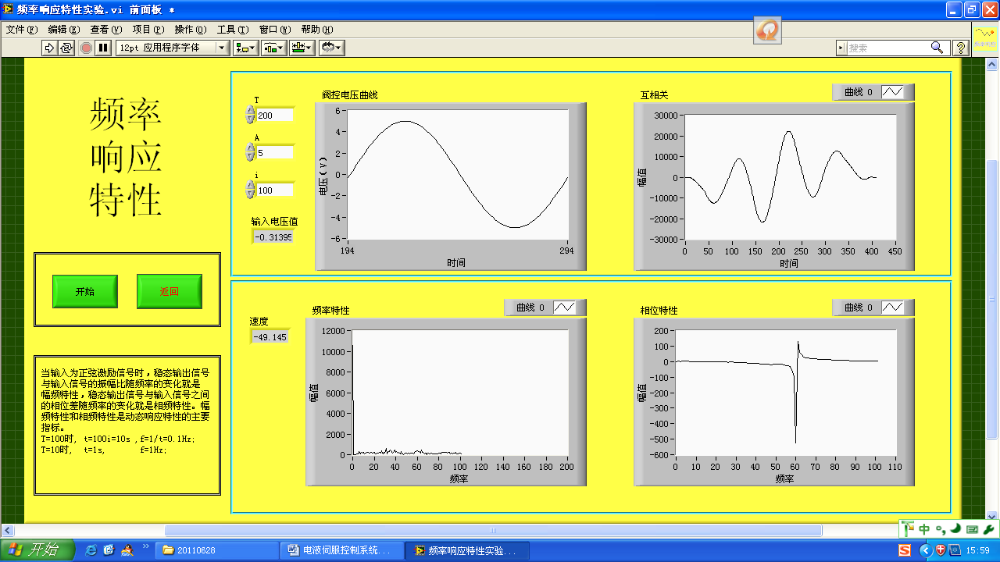 频率响应特性实验.vi 前面板 *
文件(F) 编辑(E) 查看(V) 项目(P) 操作(O) 工具(T) 窗口(W) 帮助(H)
12pt 应用程序字体
搜索
?
频率
响应
特性
开始
返回
当输入为正弦激励信号时，稳态输出信号
与输入信号的振幅比随频率的变化就是
幅频特性，稳态输出信号与输入信号之间
的相位差随频率的变化就是相频特性。幅
频特性和相频特性是动态响应特性的主要
指标。
T=100时, t=100i=10s ,f=1/t=0.1Hz;
T=10时, t=1s, f=1Hz;
T
200
A
5
i
100
输入电压值
-0.31395
阀控电压曲线
电压(V)
6
4
2
0
-2
-4
-6
194 294
时间
互相关
曲线 0
幅值
30000
20000
10000
0
-10000
-20000
-30000
0 50 100 150 200 250 300 350 400 450
时间
速度
-49.145
频率特性
曲线 0
幅值
12000
10000
8000
6000
4000
2000
0
0 20 40 60 80 100 120 140 160 180 200
频率
相位特性
曲线 0
幅值
200
100
0
-100
-200
-300
-400
-500
-600
0 10 20 30 40 50 60 70 80 90 100 110
频率
中
开始
20110628
电液伺服控制系统...
频率响应特性实验...
15:59